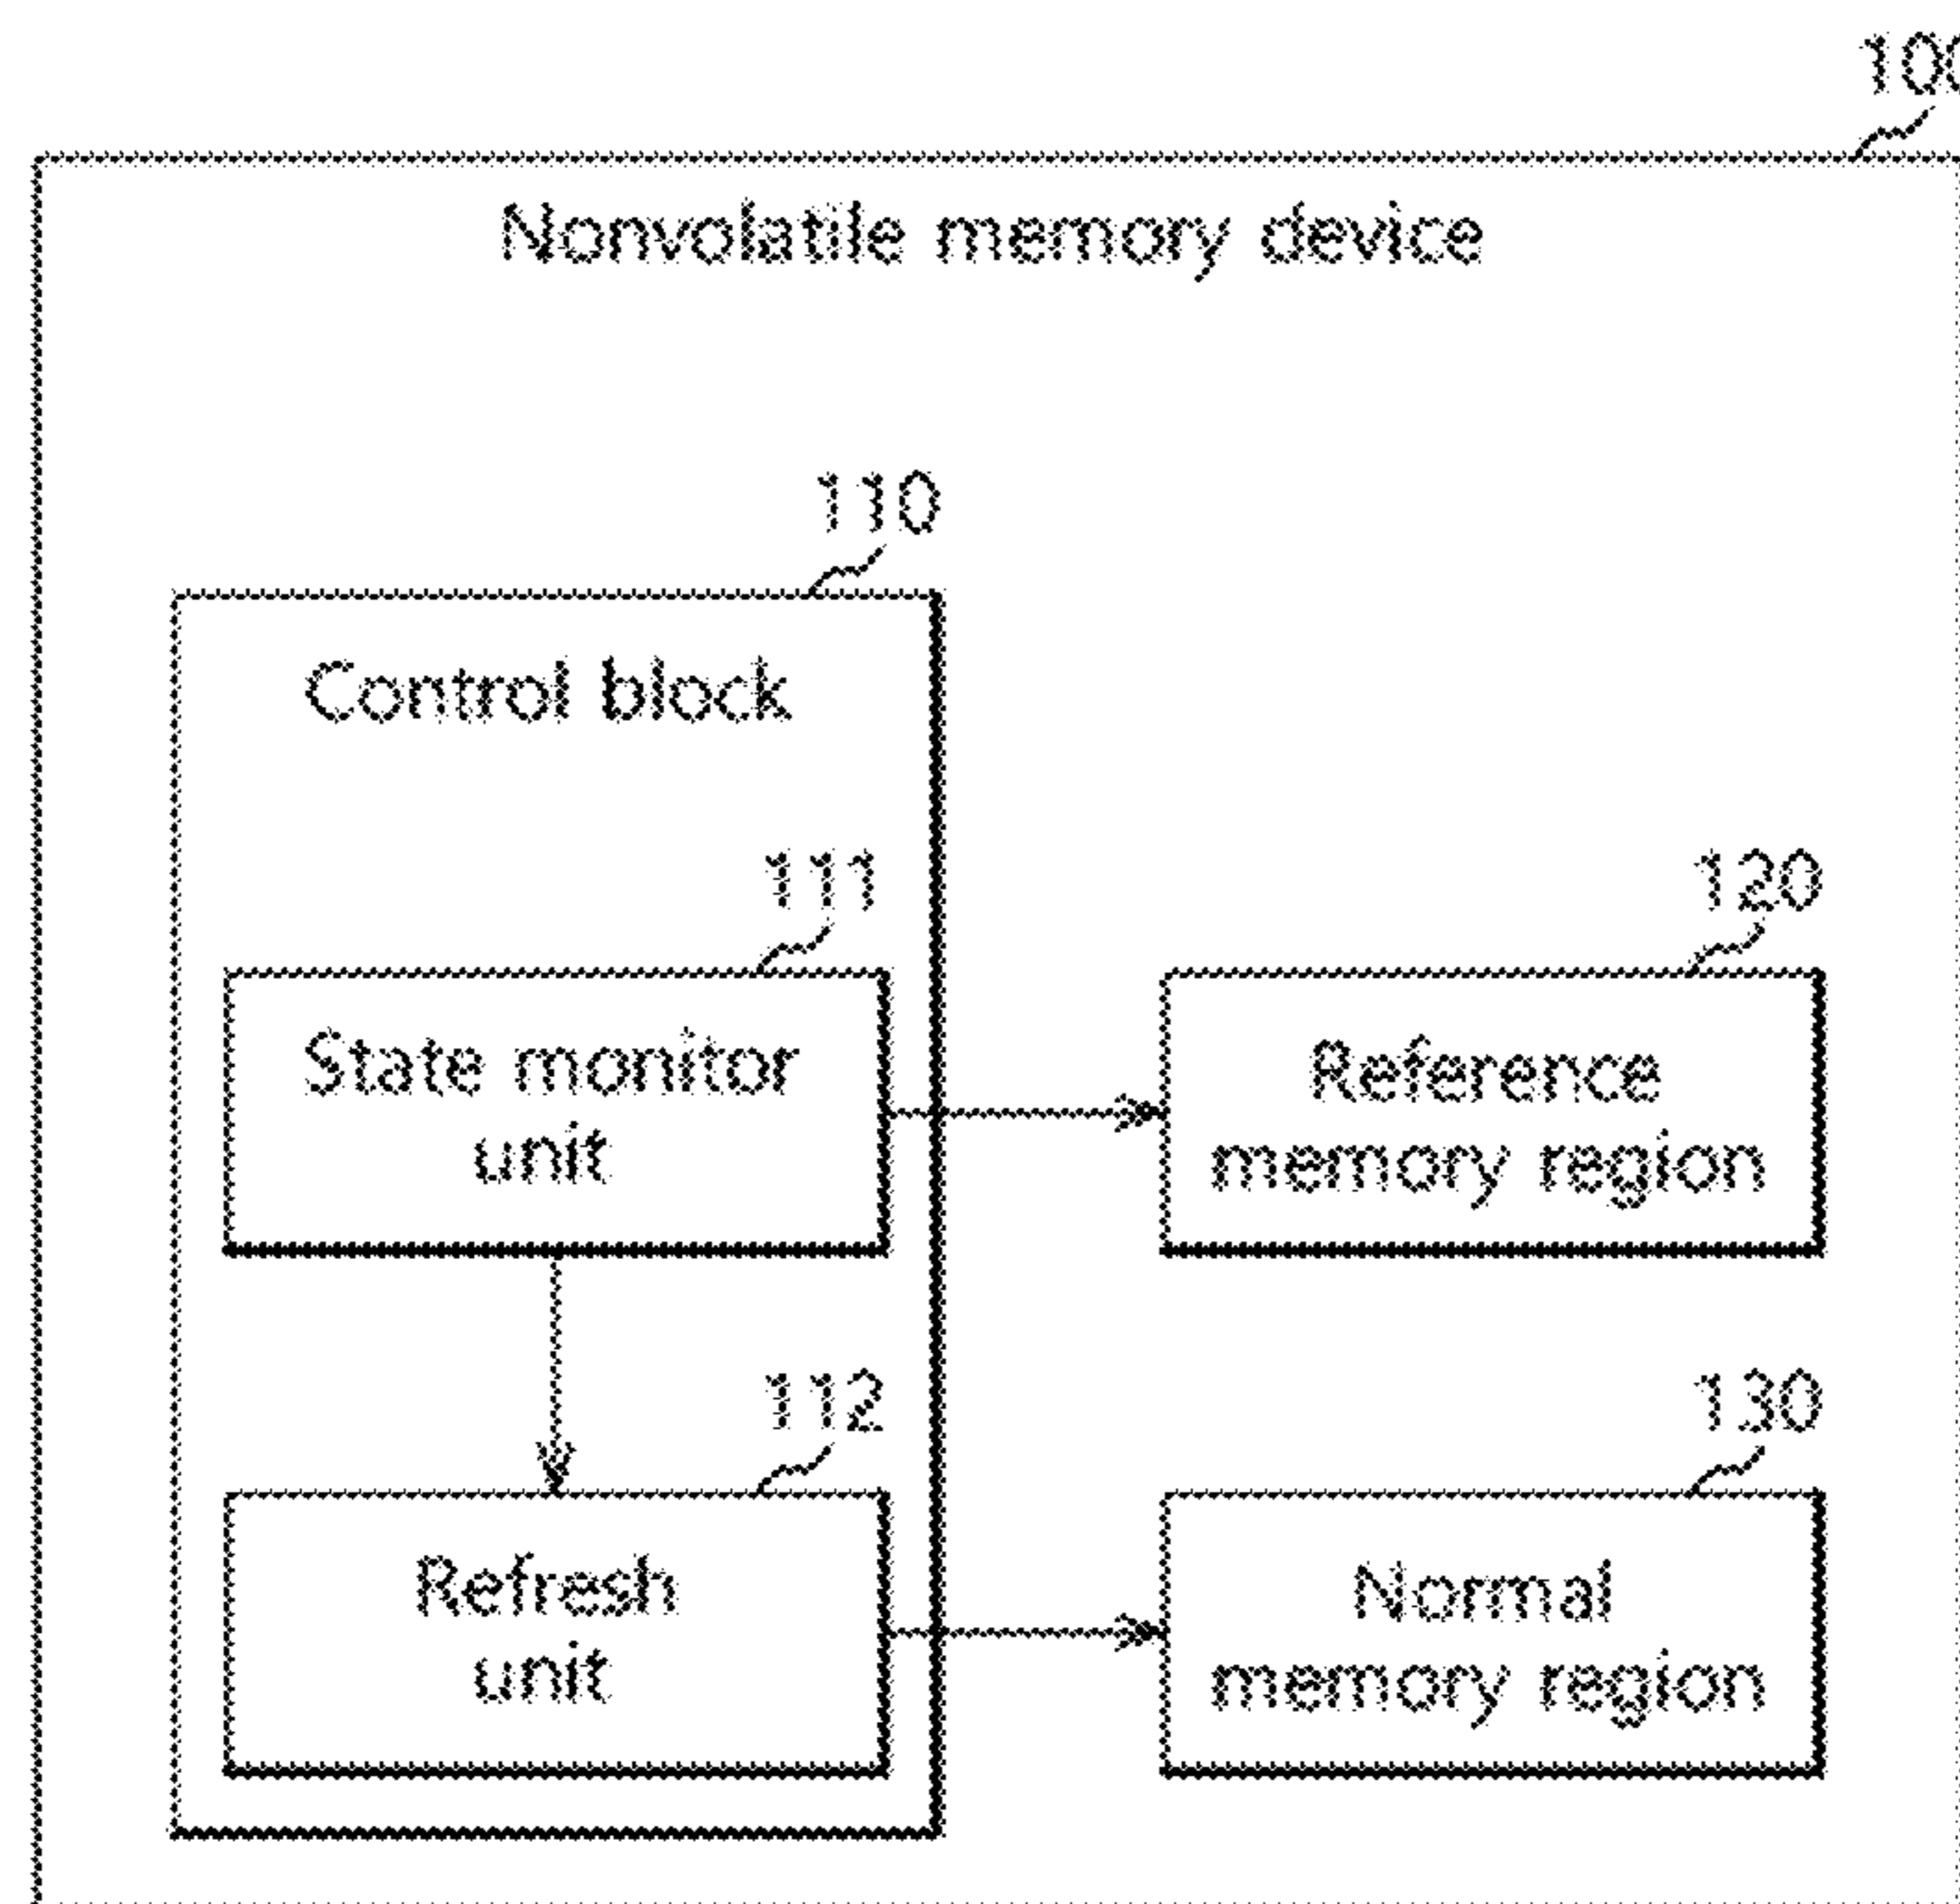 100
Nonvolatile memory device
110
Control block
111
120
State monitor
unit
Reference
memory region
112
130
Refresh
unit
Normal
memory region